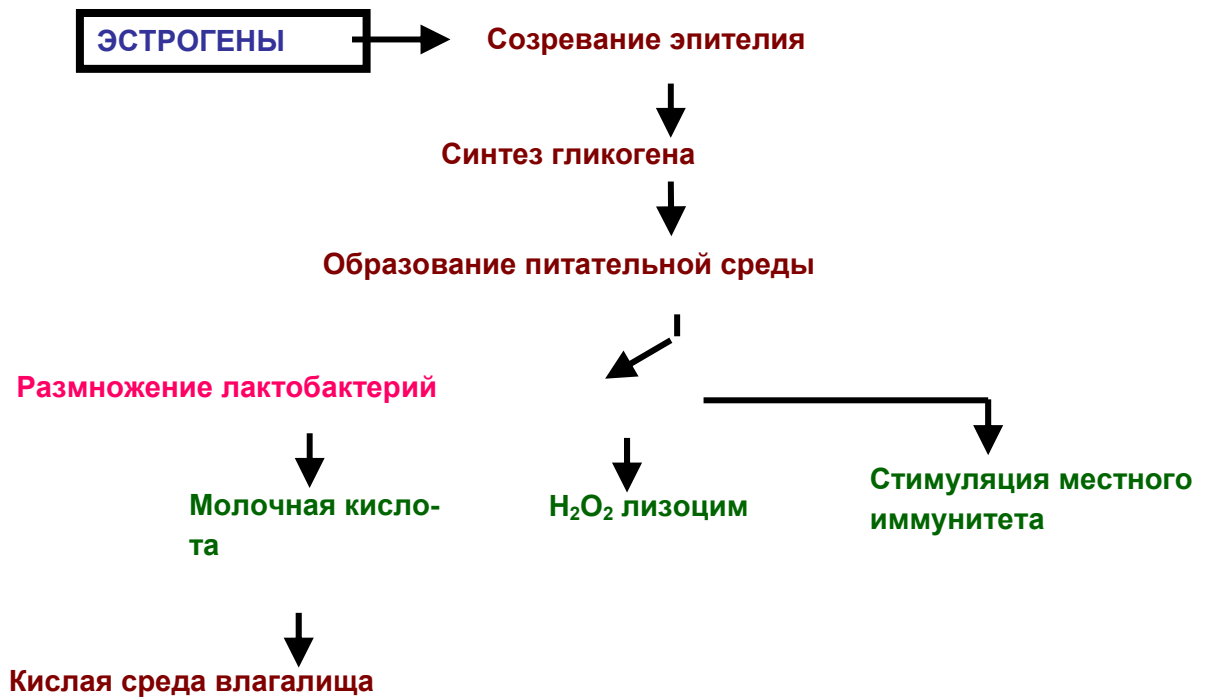 ЭСТРОГЕНЫ
Созревание эпителия
Синтез гликогена
Образование питательной среды
Размножение лактобактерий
Молочная кисло-
та
H₂O₂ лизоцим
Стимуляция местного
иммунитета
Кислая среда влагалища